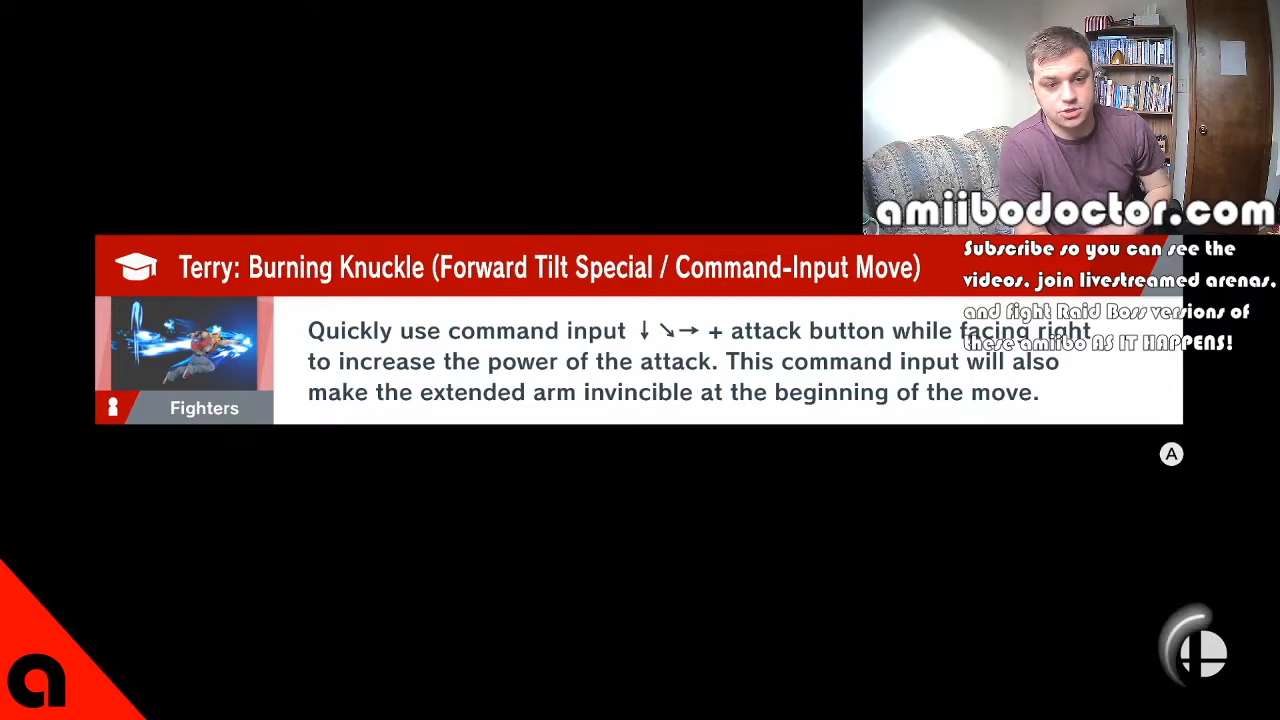 amiibodoctor.com
Subscribe so you can see the
videos, join livestreamed arenas,
and fight Raid Boss versions of
these amiibo AS IT HAPPENS!
Terry: Burning Knuckle (Forward Tilt Special / Command-Input Move)
Quickly use command input ↓↘→ + attack button while facing right
to increase the power of the attack. This command input will also
make the extended arm invincible at the beginning of the move.
Fighters
A
a